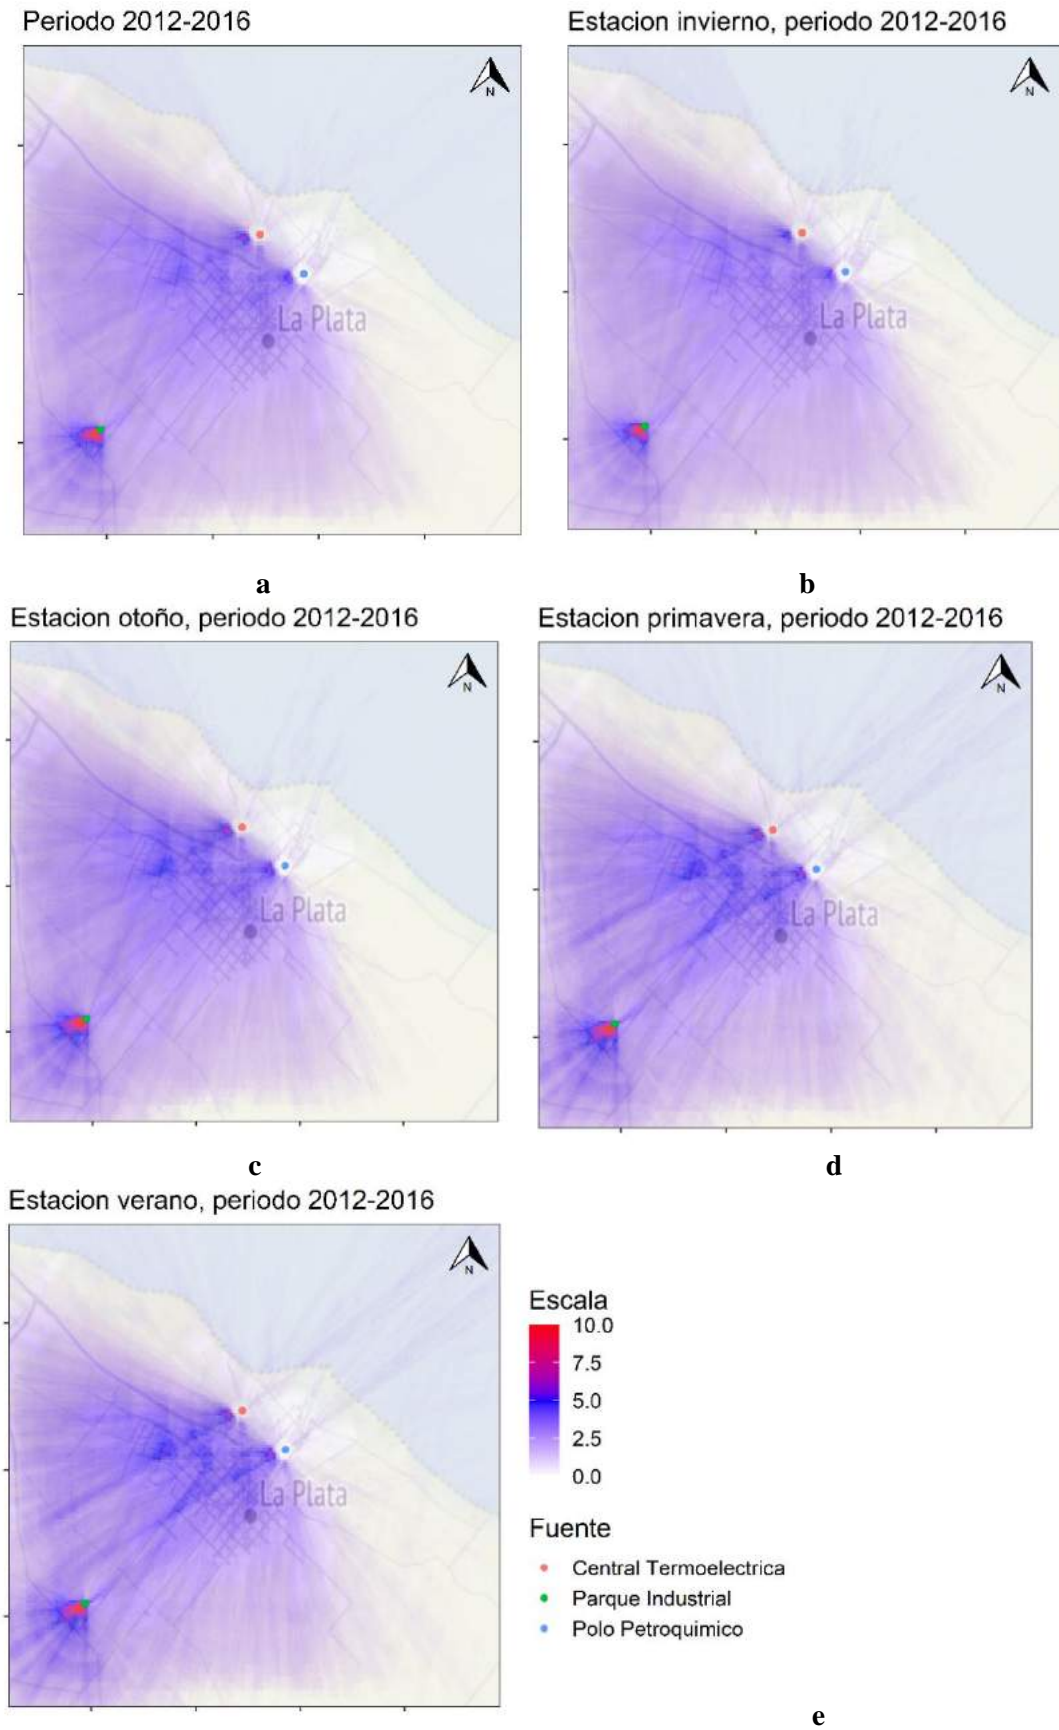 Periodo 2012-2016
Estacion invierno, periodo 2012-2016
N
N
La Plata
La Plata
a
b
Estacion otoño, periodo 2012-2016
Estacion primavera, periodo 2012-2016
N
N
La Plata
La Plata
c
d
Estacion verano, periodo 2012-2016
N
La Plata
Escala
10.0
7.5
5.0
2.5
0.0
Fuente
Central Termoelectrica
Parque Industrial
Polo Petroquimico
e